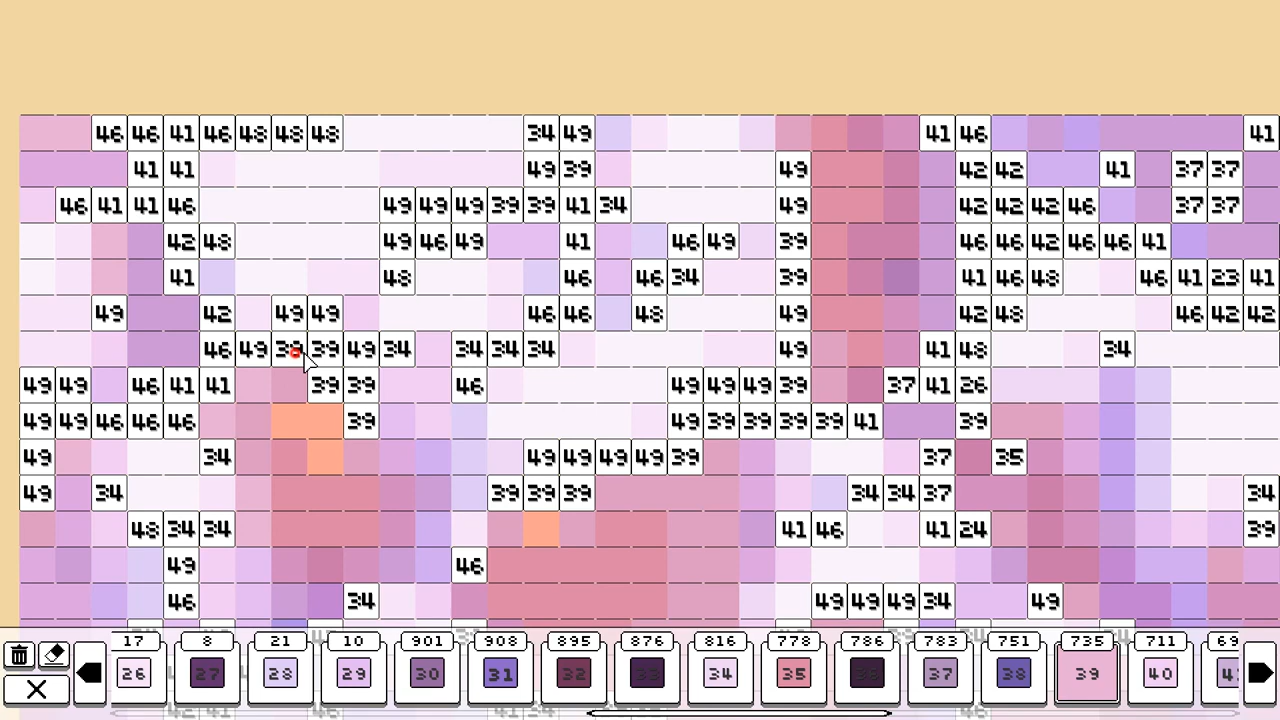 46 46 41 46 48 48 48 34 49 41 46 41
41 41 49 39 49 42 42 41 37 37
46 41 41 46 49 49 49 39 39 41 34 49 42 42 42 46 37 37
42 48 49 46 49 41 46 49 39 46 46 42 46 46 41
41 48 46 46 34 39 41 46 48 46 41 23 41
49 42 49 49 46 46 48 49 42 48 46 42 42
46 49 39 39 49 34 34 34 34 49 41 48 34
49 49 46 41 41 39 39 46 49 49 49 39 37 41 26
49 49 46 46 46 39 49 39 39 39 39 41 39
49 34 49 49 49 49 39 37 35
49 34 39 39 39 34 34 37 34
48 34 34 41 46 41 24 39
49 46
46 34 49 49 49 34 49
17 8 21 10 901 908 895 876 816 778 786 783 751 735 711 69
26 27 28 29 30 31 32 33 34 35 37 38 39 40